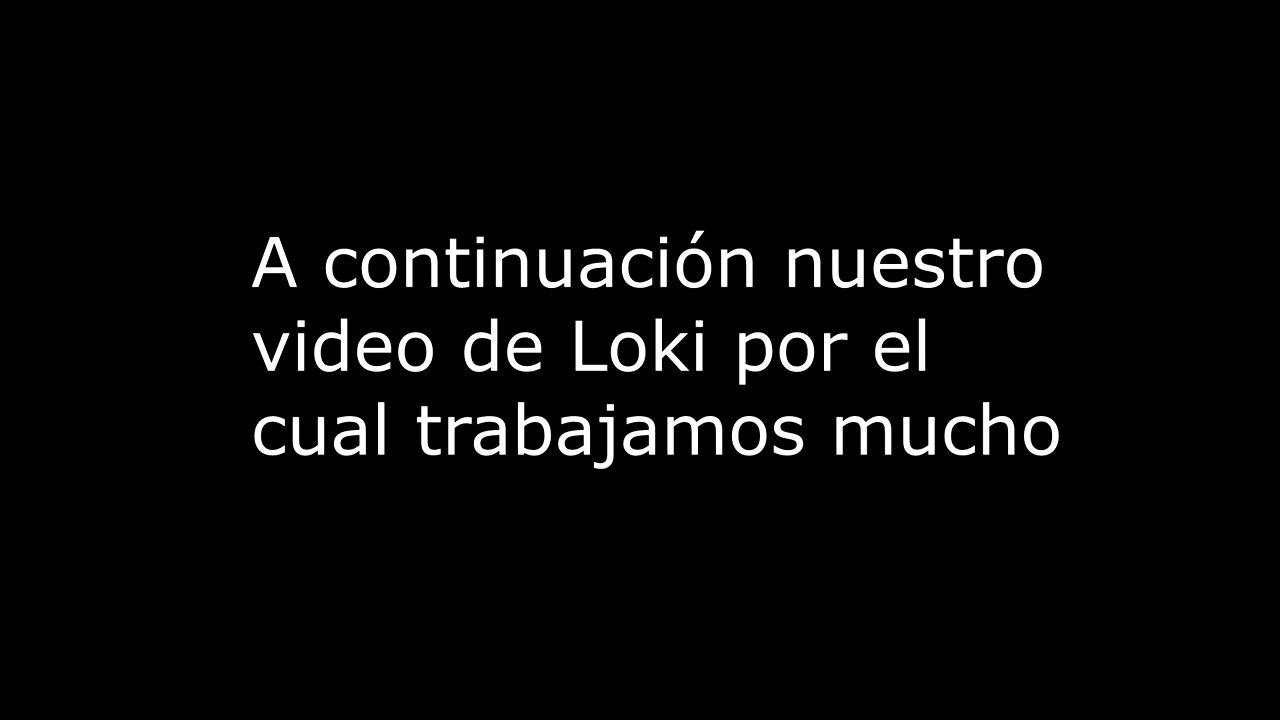 A continuación nuestro
video de Loki por el
cual trabajamos mucho